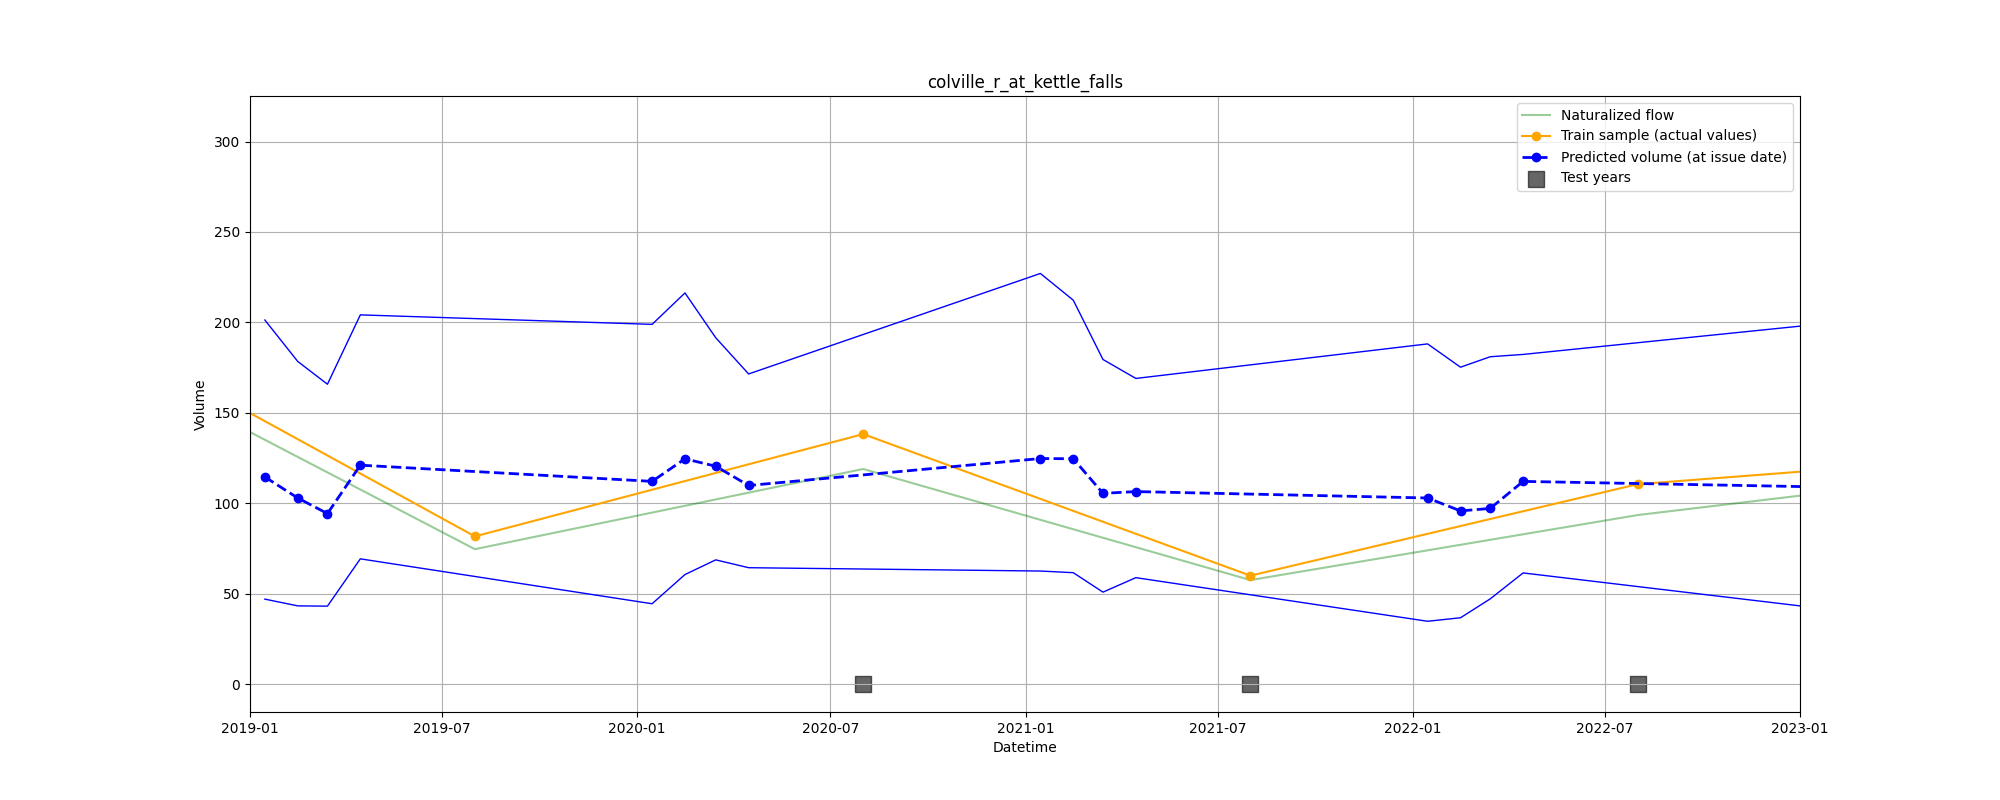 colville_r_at_kettle_falls
Naturalized flow
Train sample (actual values)
Predicted volume (at issue date)
Test years
300
250
200
150
100
50
0
Volume
2019-01
2019-07
2020-01
2020-07
2021-01
2021-07
2022-01
2022-07
2023-01
Datetime